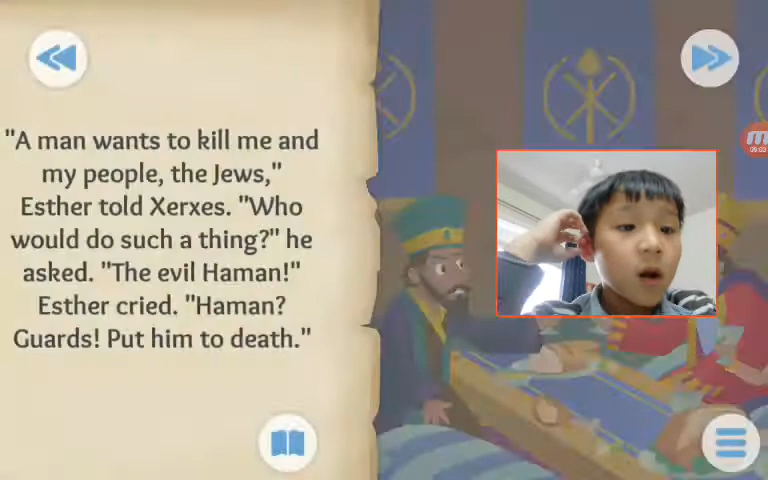 "A man wants to kill me and
my people, the Jews,"
Esther told Xerxes. "Who
would do such a thing?" he
asked. "The evil Haman!"
Esther cried. "Haman?
Guards! Put him to death."